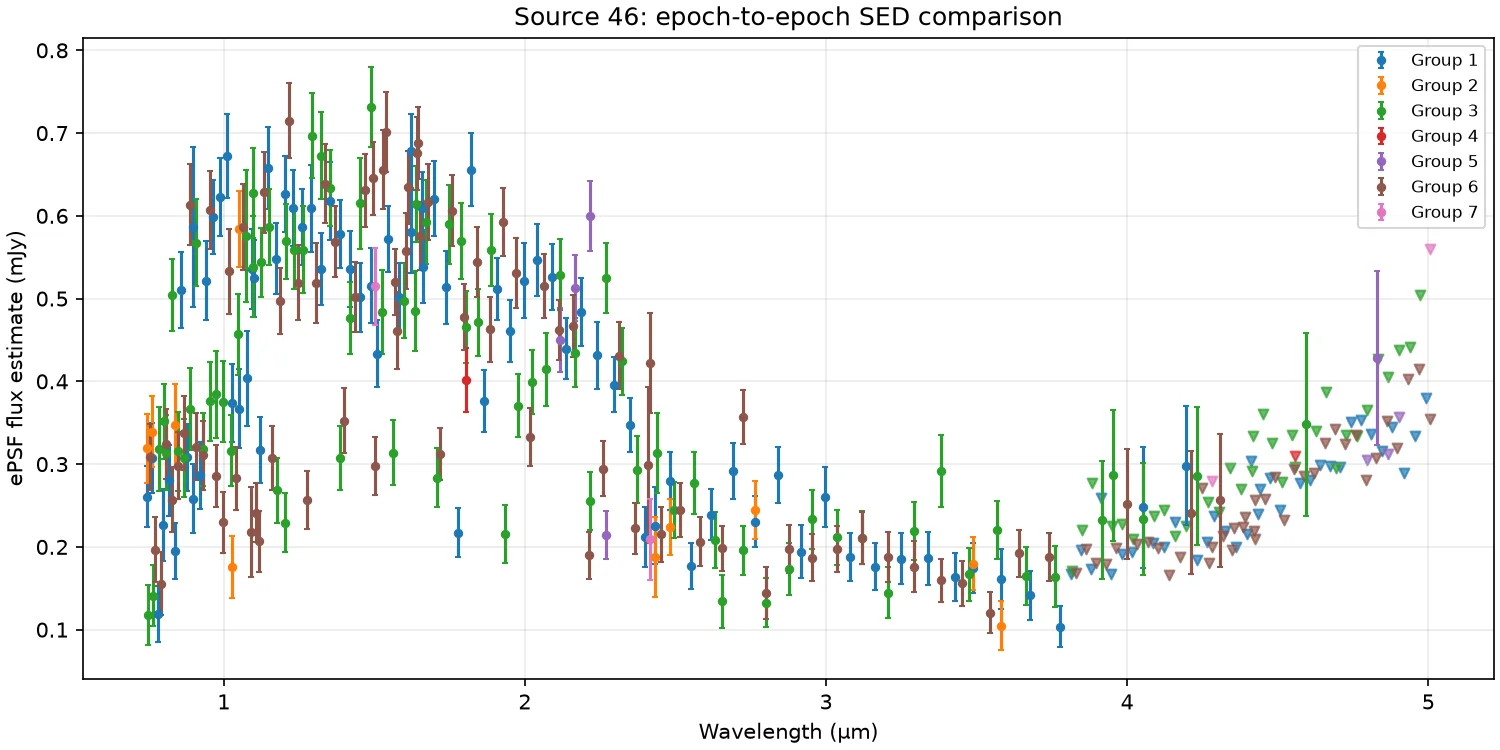 Source 46: epoch-to-epoch SED comparison
ePSF flux estimate (mJy)
0.8
0.7
0.6
0.5
0.4
0.3
0.2
0.1
Group 1
Group 2
Group 3
Group 4
Group 5
Group 6
Group 7
1 2 3 4 5
Wavelength (μm)